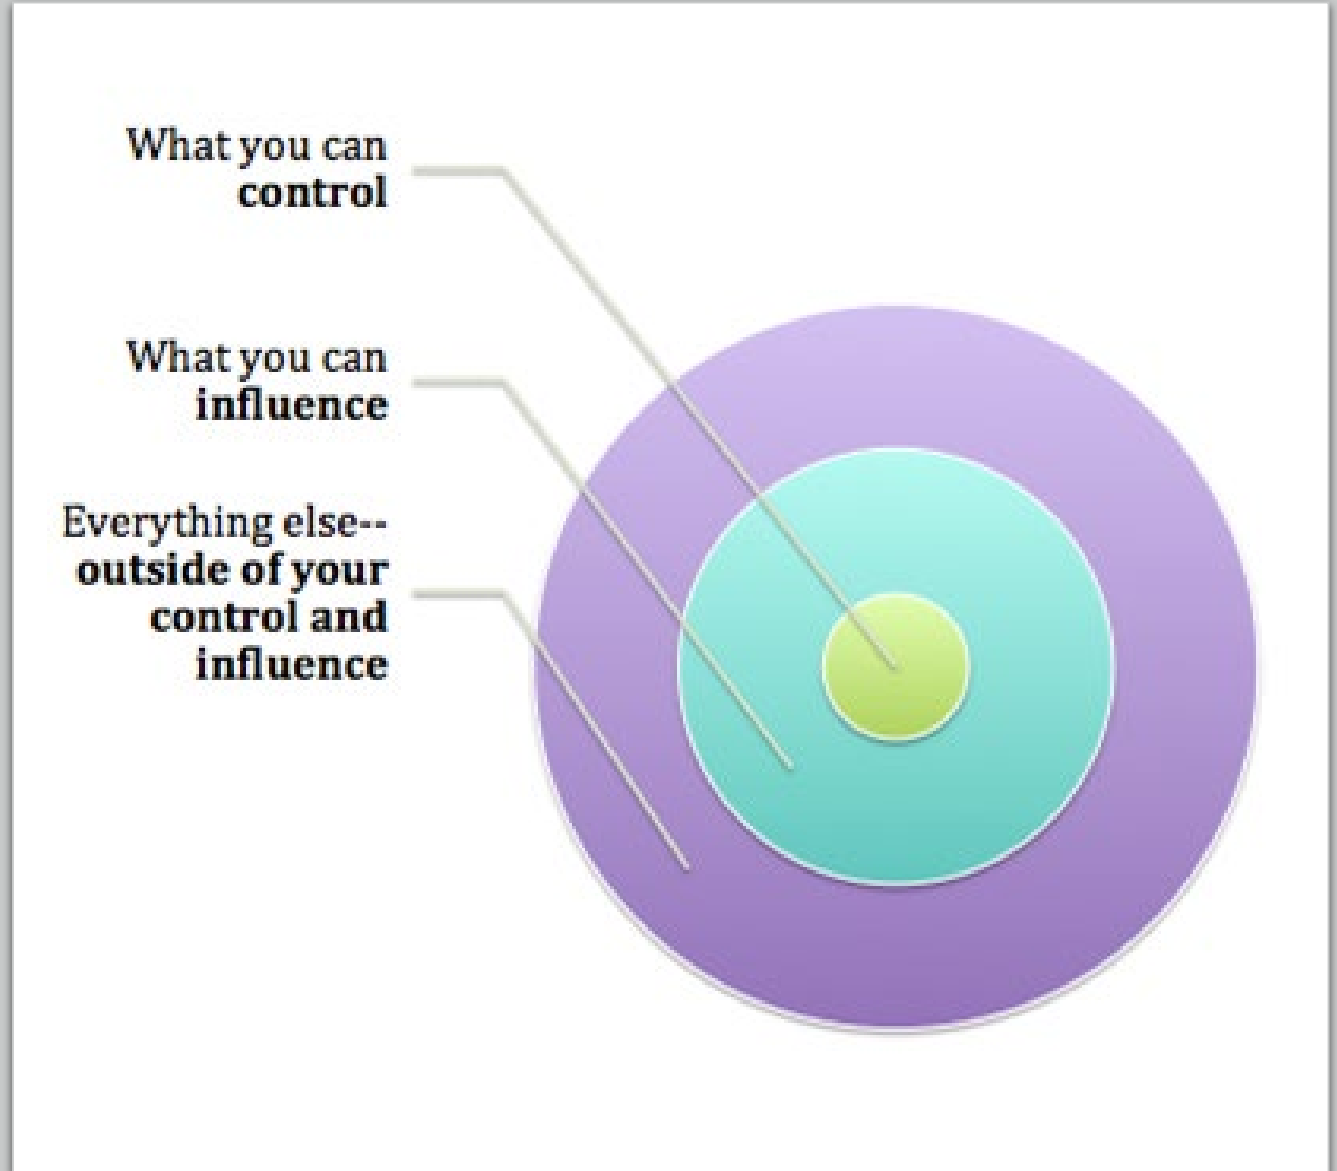 What you can
control
What you can
influence
Everything else--
outside of your
control and
influence